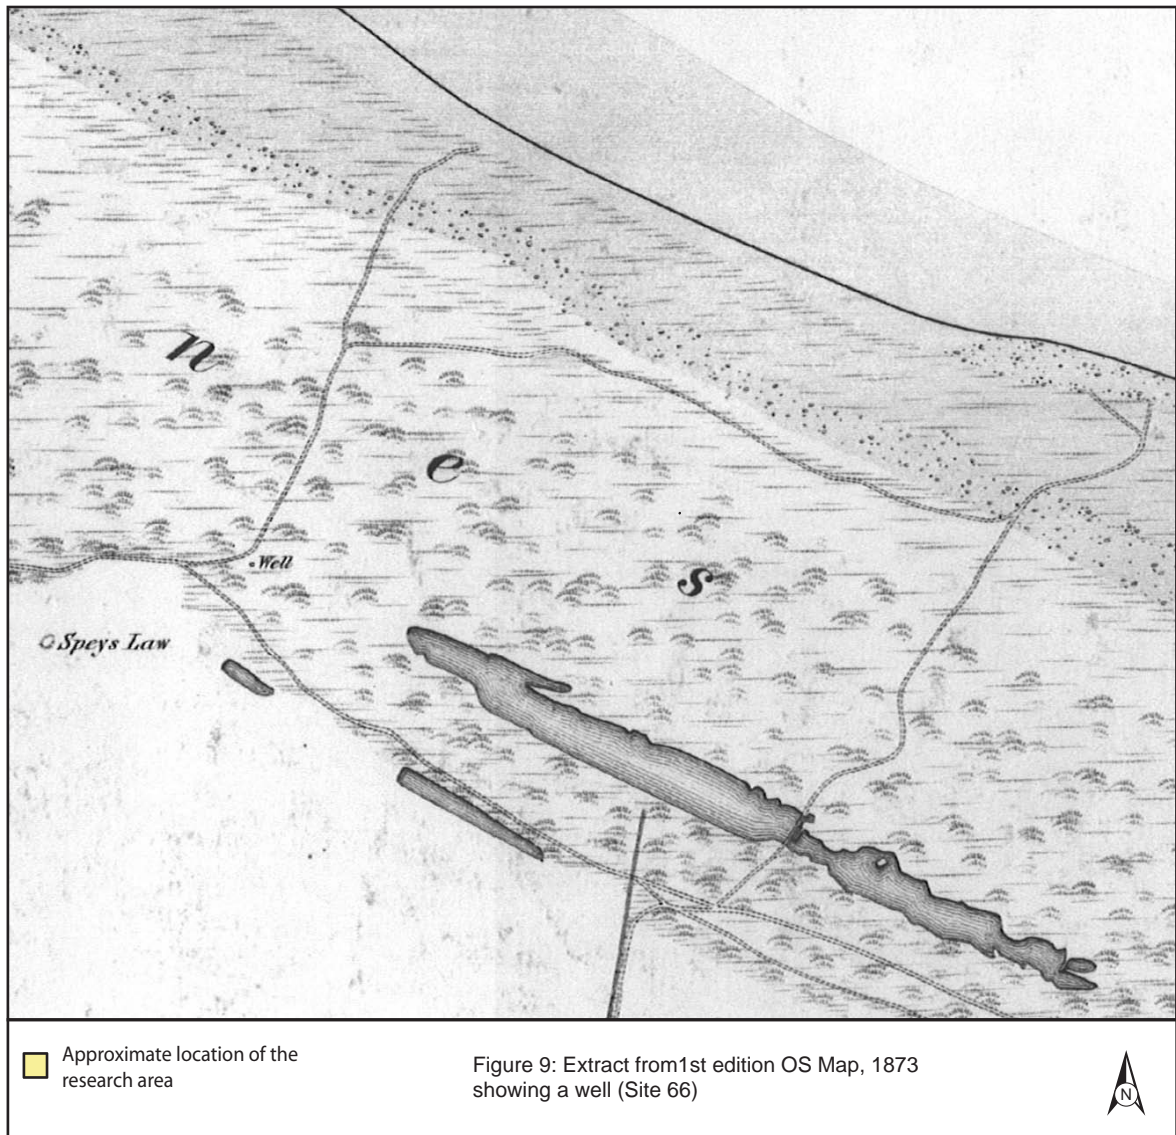 n
e
s
Well
Speys Law
Approximate location of the
research area
Figure 9: Extract from1st edition OS Map, 1873
showing a well (Site 66)
N